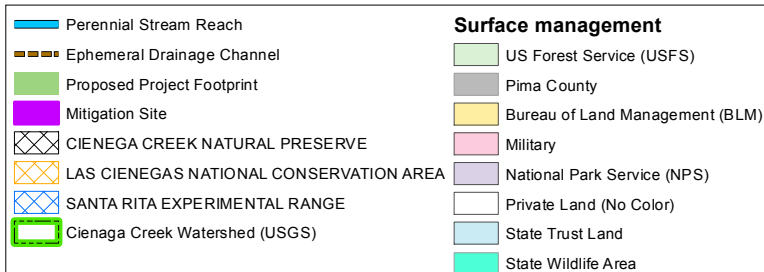 Perennial Stream Reach
Ephemeral Drainage Channel
Proposed Project Footprint
Mitigation Site
CIENEGA CREEK NATURAL PRESERVE
LAS CIENEGAS NATIONAL CONSERVATION AREA
SANTA RITA EXPERIMENTAL RANGE
Cienaga Creek Watershed (USGS)
Surface management
US Forest Service (USFS)
Pima County
Bureau of Land Management (BLM)
Military
National Park Service (NPS)
Private Land (No Color)
State Trust Land
State Wildlife Area